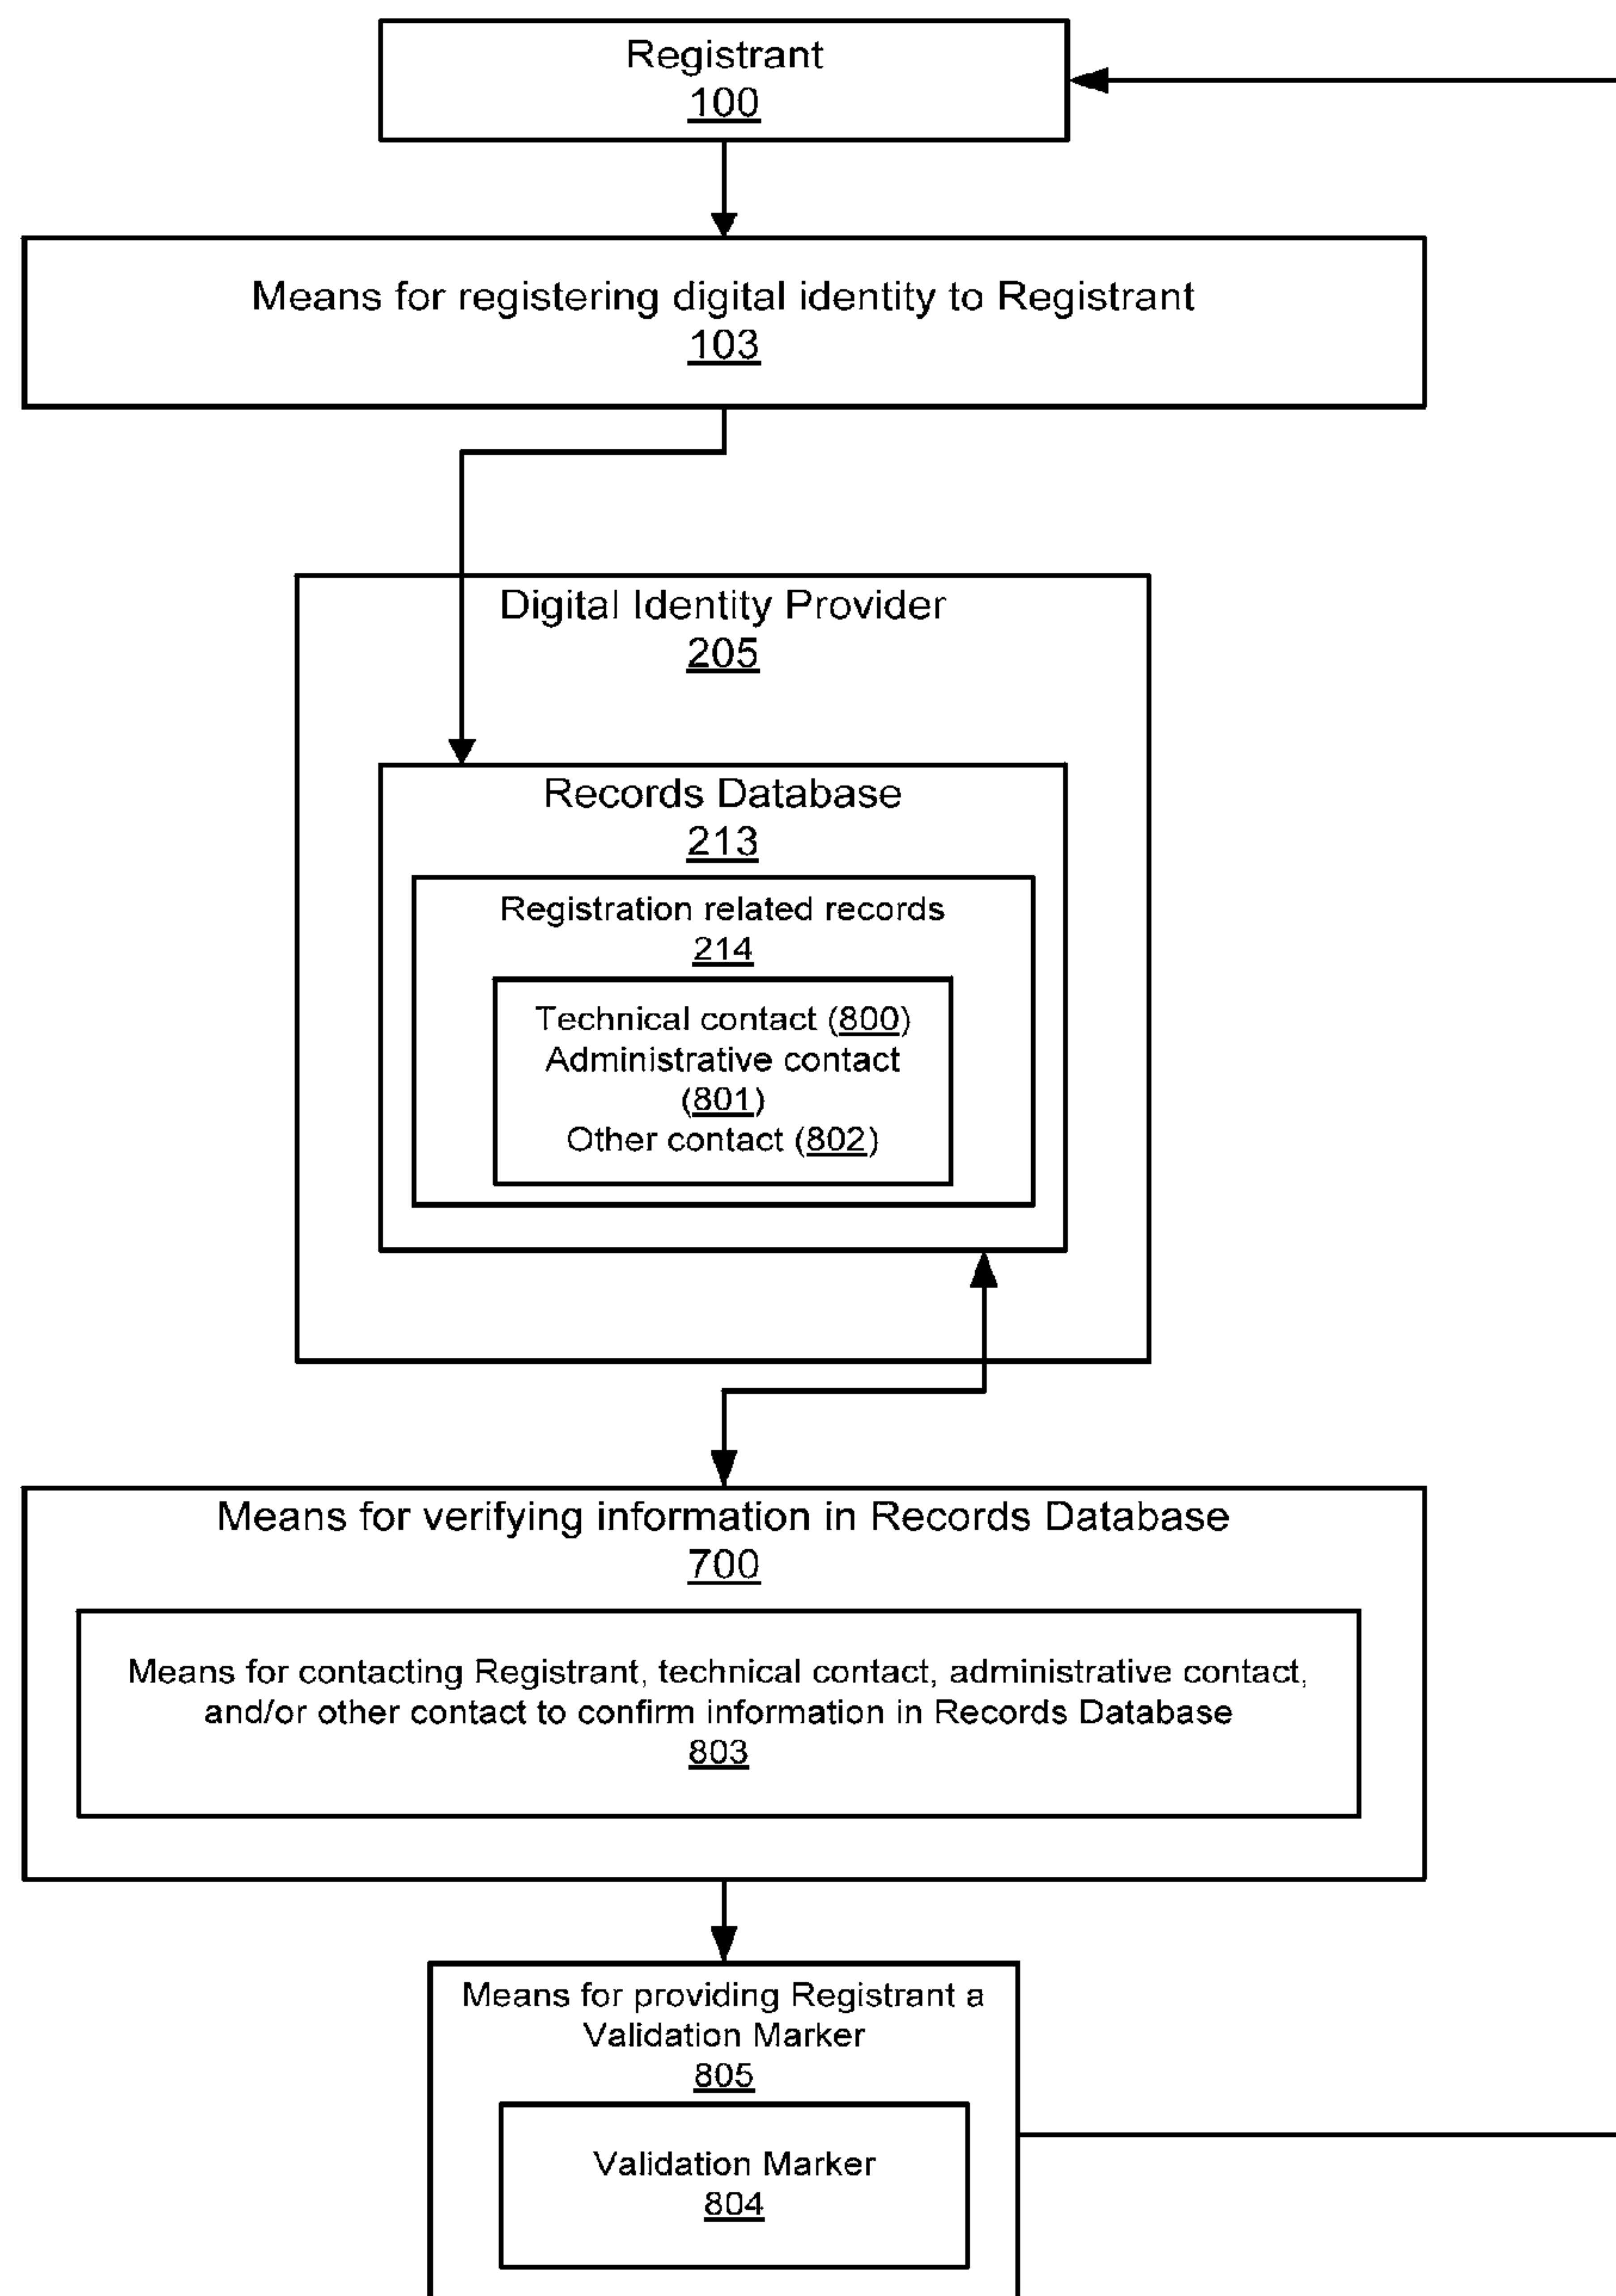 Registrant
100
Means for registering digital identity to Registrant
103
Digital Identity Provider
205
Records Database
213
Registration related records
214
Technical contact (800)
Administrative contact
(801)
Other contact (802)
Means for verifying information in Records Database
700
Means for contacting Registrant, technical contact, administrative contact,
and/or other contact to confirm information in Records Database
803
Means for providing Registrant a
Validation Marker
805
Validation Marker
804